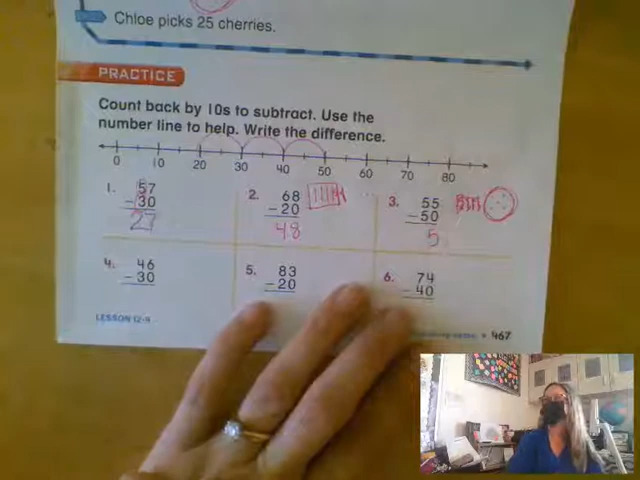 Chloe picks 25 cherries.
PRACTICE
Count back by 10s to subtract. Use the
number line to help. Write the difference.
0 10 20 30 40 50 60 70 80
1. 57
- 30
27
2. 68
- 20
48
3. 55
- 50
5
4. 46
- 30
5. 83
- 20
6. 74
- 40
LESSON 12-4
467